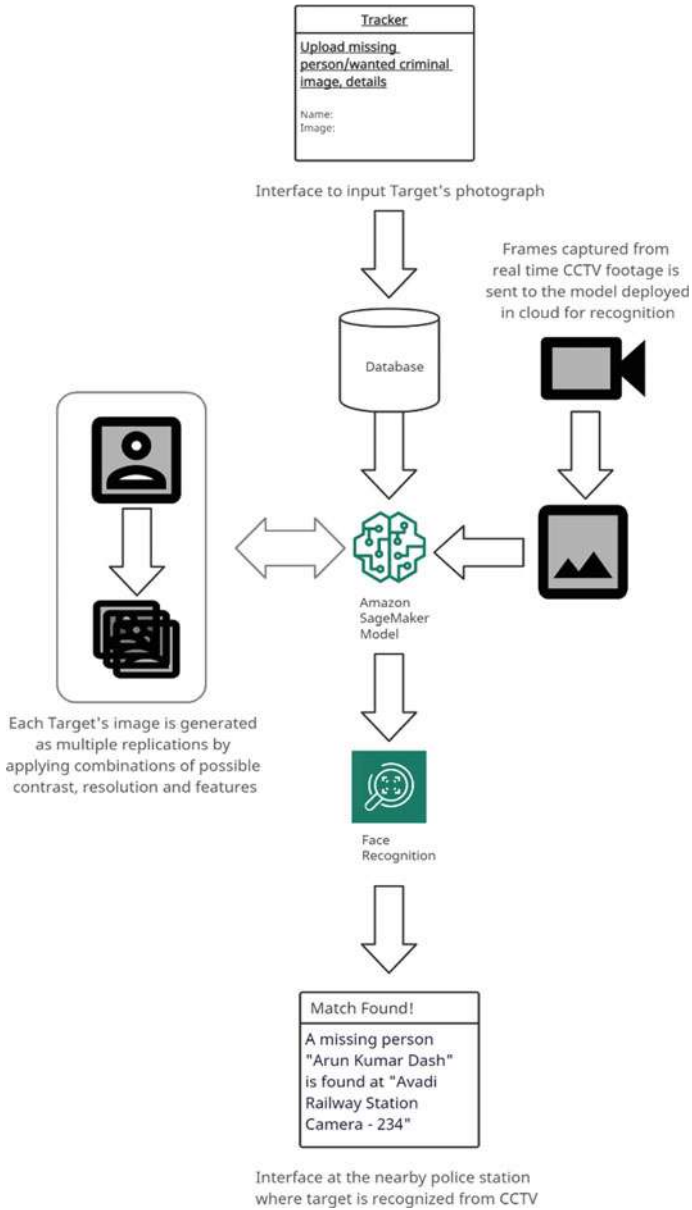 Tracker
Upload missing
person/wanted criminal
image, details
Name:
Image:
Interface to input Target's photograph
Frames captured from
real time CCTV footage is
sent to the model deployed
in cloud for recognition
Database
Amazon
SageMaker
Model
Each Target's image is generated
as multiple replications by
applying combinations of possible
contrast, resolution and features
Face
Recognition
Match Found!
A missing person
"Arun Kumar Dash"
is found at "Avadi
Railway Station
Camera - 234"
Interface at the nearby police station
where target is recognized from CCTV